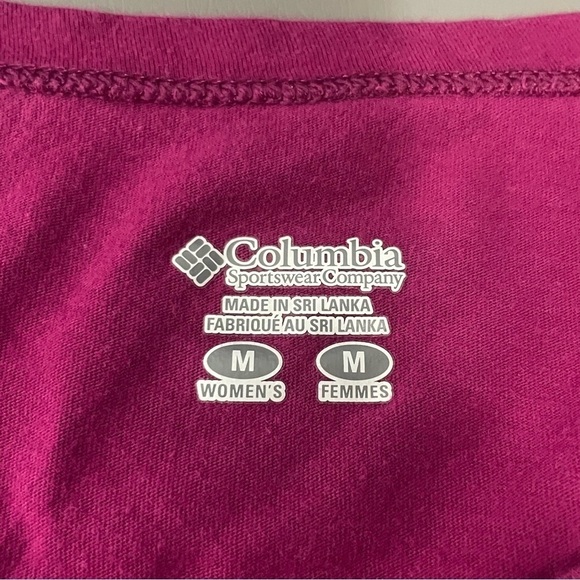 Columbia
Sportswear Company
MADE IN SRI LANKA
FABRIQUÉ AU SRI LANKA
M M
WOMEN'S FEMMES